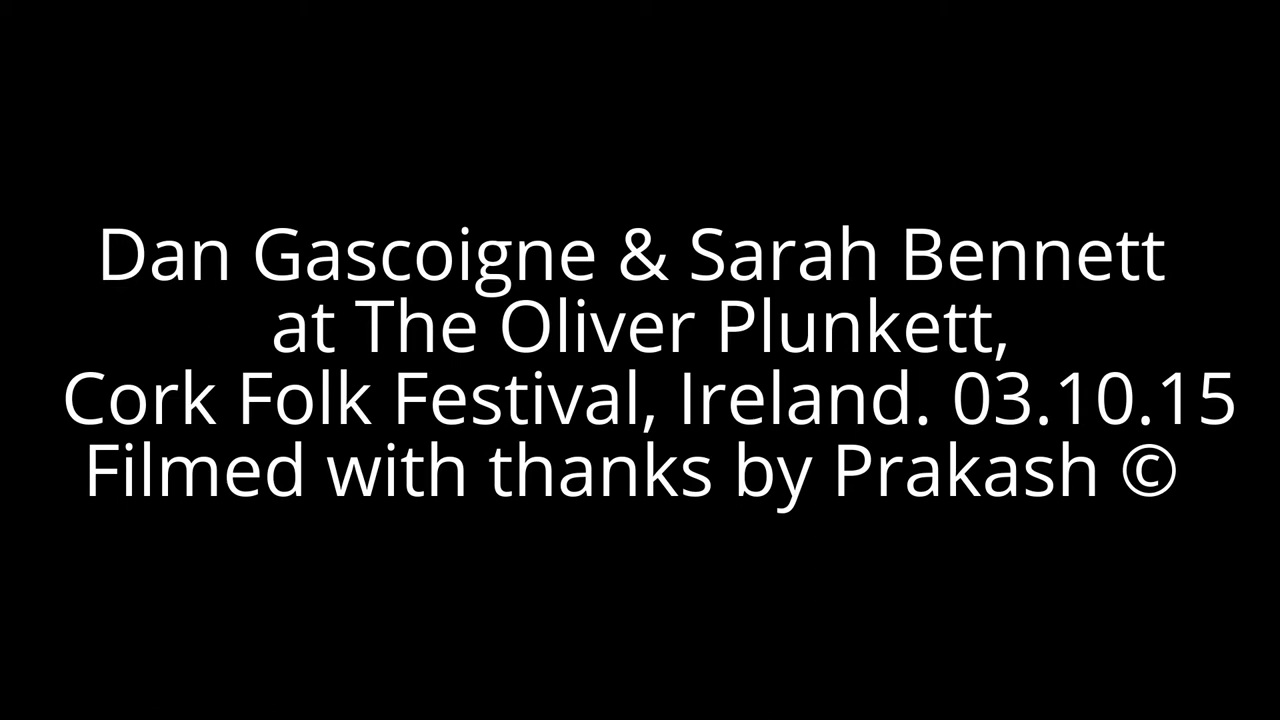 Dan Gascoigne & Sarah Bennett
at The Oliver Plunkett,
Cork Folk Festival, Ireland. 03.10.15
Filmed with thanks by Prakash ©